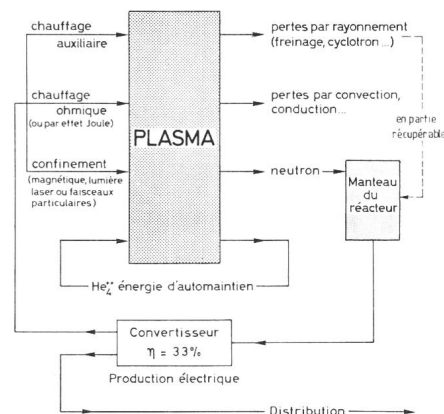 chauffage
auxiliaire
chauffage
ohmique
(ou par effet Joule)
confinement
(magnétique, lumière
laser ou faisceaux
particulaires)
PLASMA
pertes par rayonnement
(freinage, cyclotron...)
pertes par convection,
conduction...
en partie
récupérable
neutron
Manteau
du
réacteur
He₄⁺⁺ énergie d'automaintien
Convertisseur
η = 33%
Production électrique
Distribution